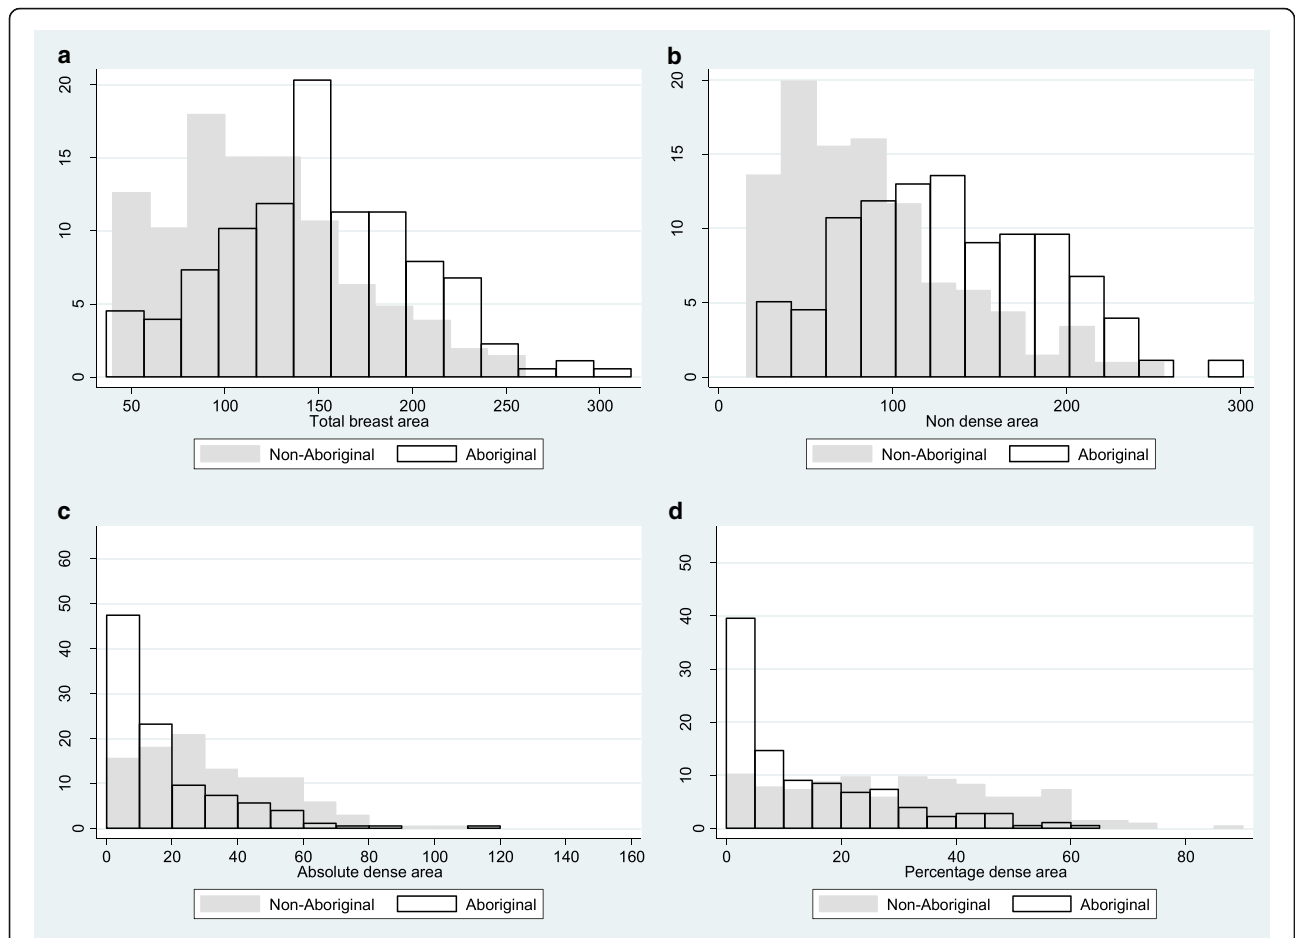 a
20
15
10
5
0
50 100 150 200 250 300
Total breast area
Non-Aboriginal Aboriginal
b
20
15
10
5
0
0 100 200 300
Non dense area
Non-Aboriginal Aboriginal
c
60
50
40
30
20
10
0
0 20 40 60 80 100 120 140 160
Absolute dense area
Non-Aboriginal Aboriginal
d
50
40
30
20
10
0
0 20 40 60 80
Percentage dense area
Non-Aboriginal Aboriginal